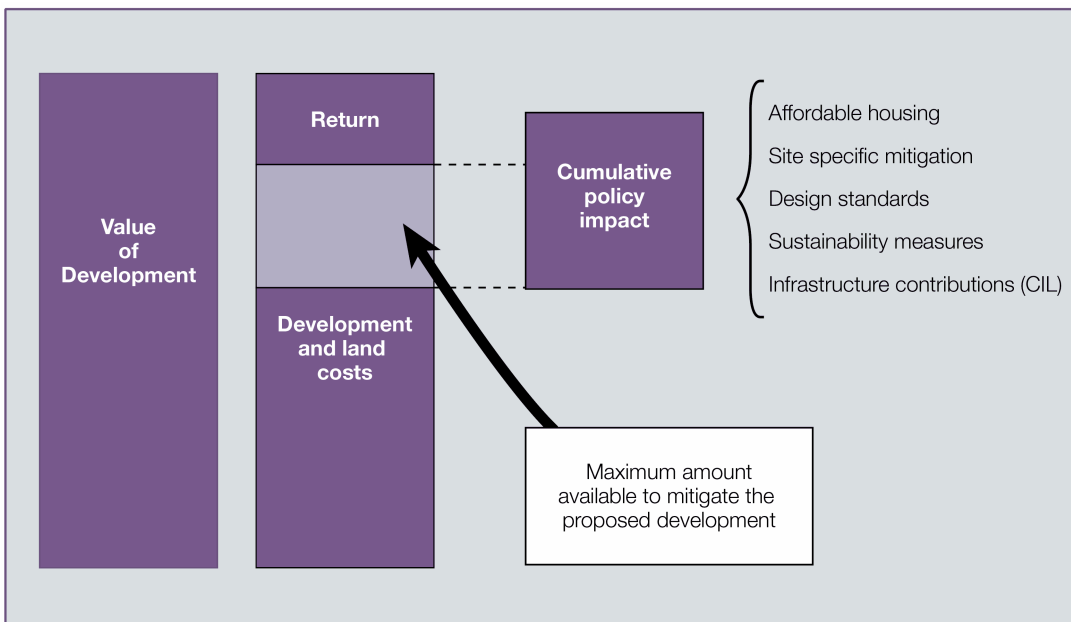 Value
of
Development
Return
Development
and land
costs
Cumulative
policy
impact
Affordable housing
Site specific mitigation
Design standards
Sustainability measures
Infrastructure contributions (CIL)
Maximum amount
available to mitigate the
proposed development